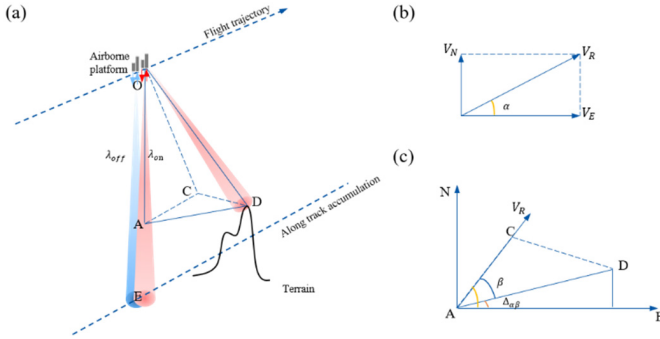 (a)
Flight trajectory
Airborne
platform
O
λoff
λon
C
D
A
Along track accumulation
E
Terrain
(b)
VN
VR
α
VE
(c)
N
VR
C
D
β
Δαβ
A
E